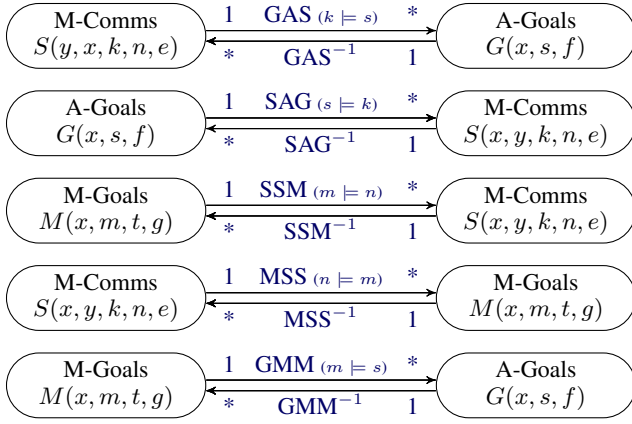 M-Comms 1 GAS (k ⊨ s) * A-Goals
S(y, x, k, n, e) * GAS⁻¹ 1 G(x, s, f)
A-Goals 1 SAG (s ⊨ k) * M-Comms
G(x, s, f) * SAG⁻¹ 1 S(x, y, k, n, e)
M-Goals 1 SSM (m ⊨ n) * M-Comms
M(x, m, t, g) * SSM⁻¹ 1 S(x, y, k, n, e)
M-Comms 1 MSS (n ⊨ m) * M-Goals
S(x, y, k, n, e) * MSS⁻¹ 1 M(x, m, t, g)
M-Goals 1 GMM (m ⊨ s) * A-Goals
M(x, m, t, g) * GMM⁻¹ 1 G(x, s, f)